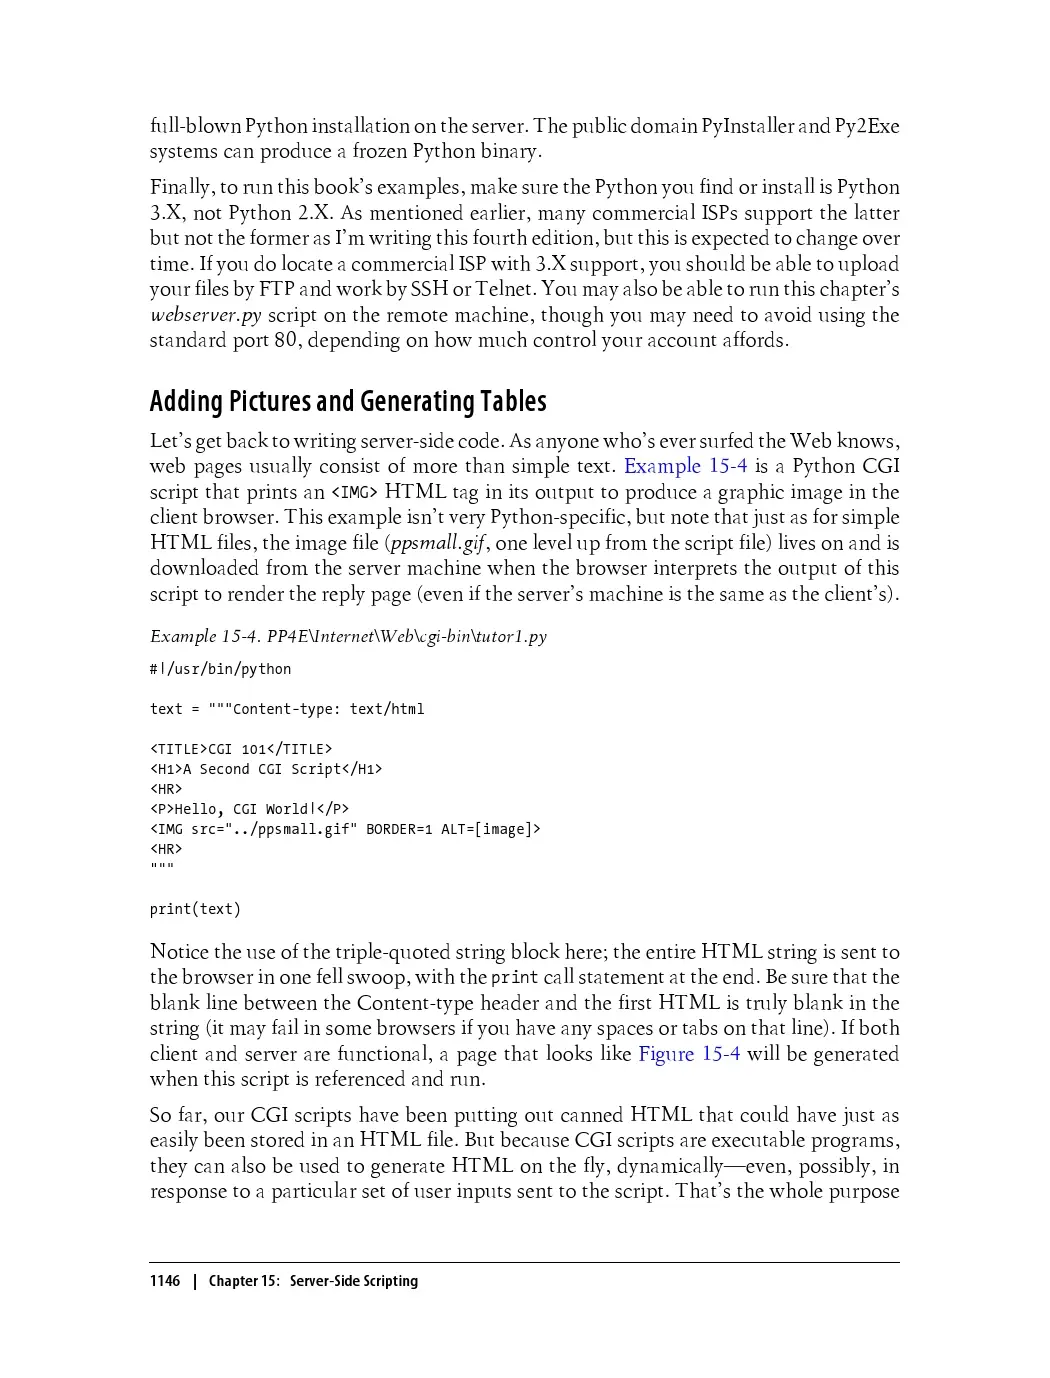 full-blown Python installation on the server. The public domain PyInstaller and Py2Exe
systems can produce a frozen Python binary.
Finally, to run this book's examples, make sure the Python you find or install is Python
3.X, not Python 2.X. As mentioned earlier, many commercial ISPs support the latter
but not the former as I'm writing this fourth edition, but this is expected to change over
time. If you do locate a commercial ISP with 3.X support, you should be able to upload
your files by FTP and work by SSH or Telnet. You may also be able to run this chapter's
webserver.py script on the remote machine, though you may need to avoid using the
standard port 80, depending on how much control your account affords.
Adding Pictures and Generating Tables
Let's get back to writing server-side code. As anyone who's ever surfed the Web knows,
web pages usually consist of more than simple text. Example 15-4 is a Python CGI
script that prints an <IMG> HTML tag in its output to produce a graphic image in the
client browser. This example isn't very Python-specific, but note that just as for simple
HTML files, the image file (ppsmall.gif, one level up from the script file) lives on and is
downloaded from the server machine when the browser interprets the output of this
script to render the reply page (even if the server's machine is the same as the client's).
Example 15-4. PP4E\Internet\Web\cgi-bin\tutor1.py
#|/usr/bin/python
text = """Content-type: text/html
<TITLE>CGI 101</TITLE>
<H1>A Second CGI Script</H1>
<HR>
<P>Hello, CGI World|</P>
<IMG src="../ppsmall.gif" BORDER=1 ALT=[image]>
<HR>
"""
print(text)
Notice the use of the triple-quoted string block here; the entire HTML string is sent to
the browser in one fell swoop, with the print call statement at the end. Be sure that the
blank line between the Content-type header and the first HTML is truly blank in the
string (it may fail in some browsers if you have any spaces or tabs on that line). If both
client and server are functional, a page that looks like Figure 15-4 will be generated
when this script is referenced and run.
So far, our CGI scripts have been putting out canned HTML that could have just as
easily been stored in an HTML file. But because CGI scripts are executable programs,
they can also be used to generate HTML on the fly, dynamically—even, possibly, in
response to a particular set of user inputs sent to the script. That's the whole purpose
1146 | Chapter 15: Server-Side Scripting